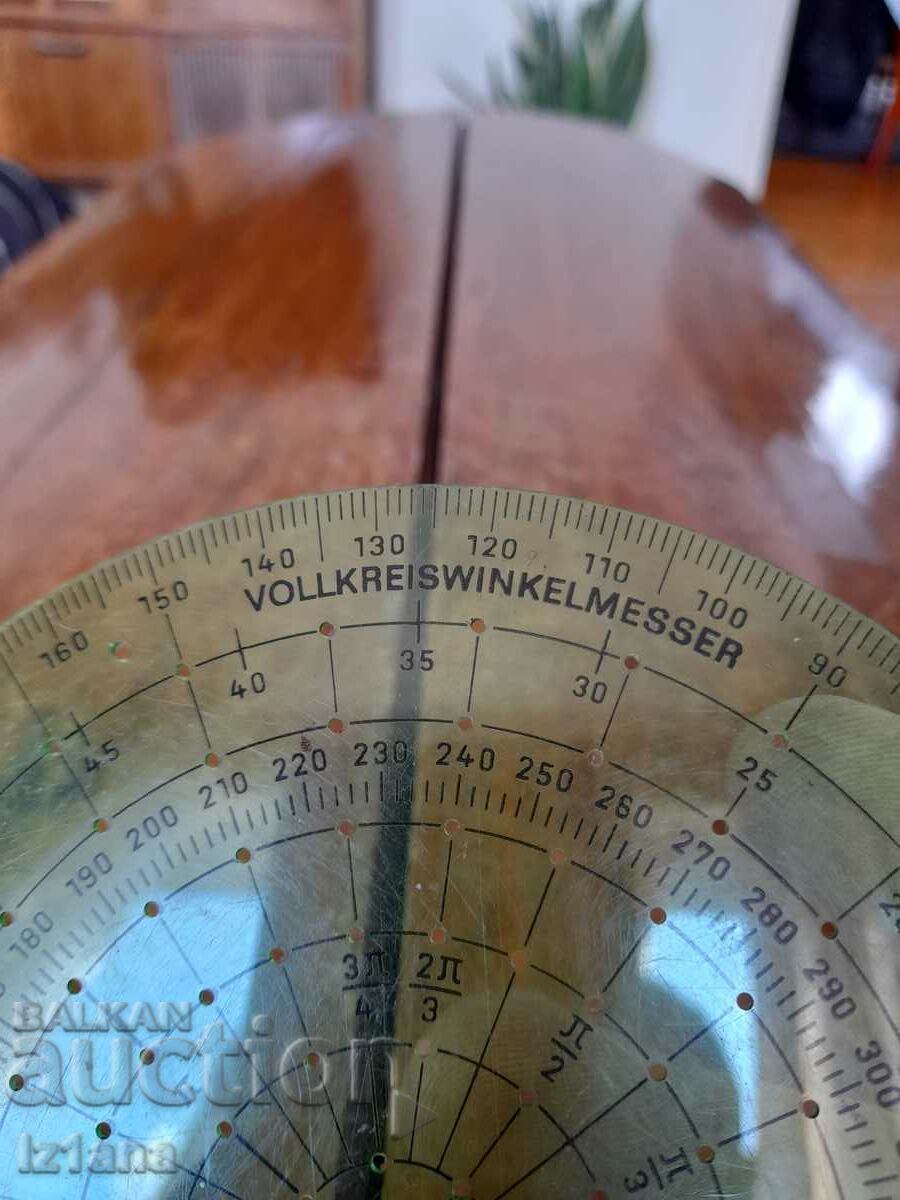 160 150 140 130 120 110 100 90
VOLLKREISWINKELMESSER
45 40 35 30 25
180 190 200 210 220 230 240 250 260 270 280 290 300
3π/4 2π/3 π/2 π/3
BALKAN
auction
iz1ana